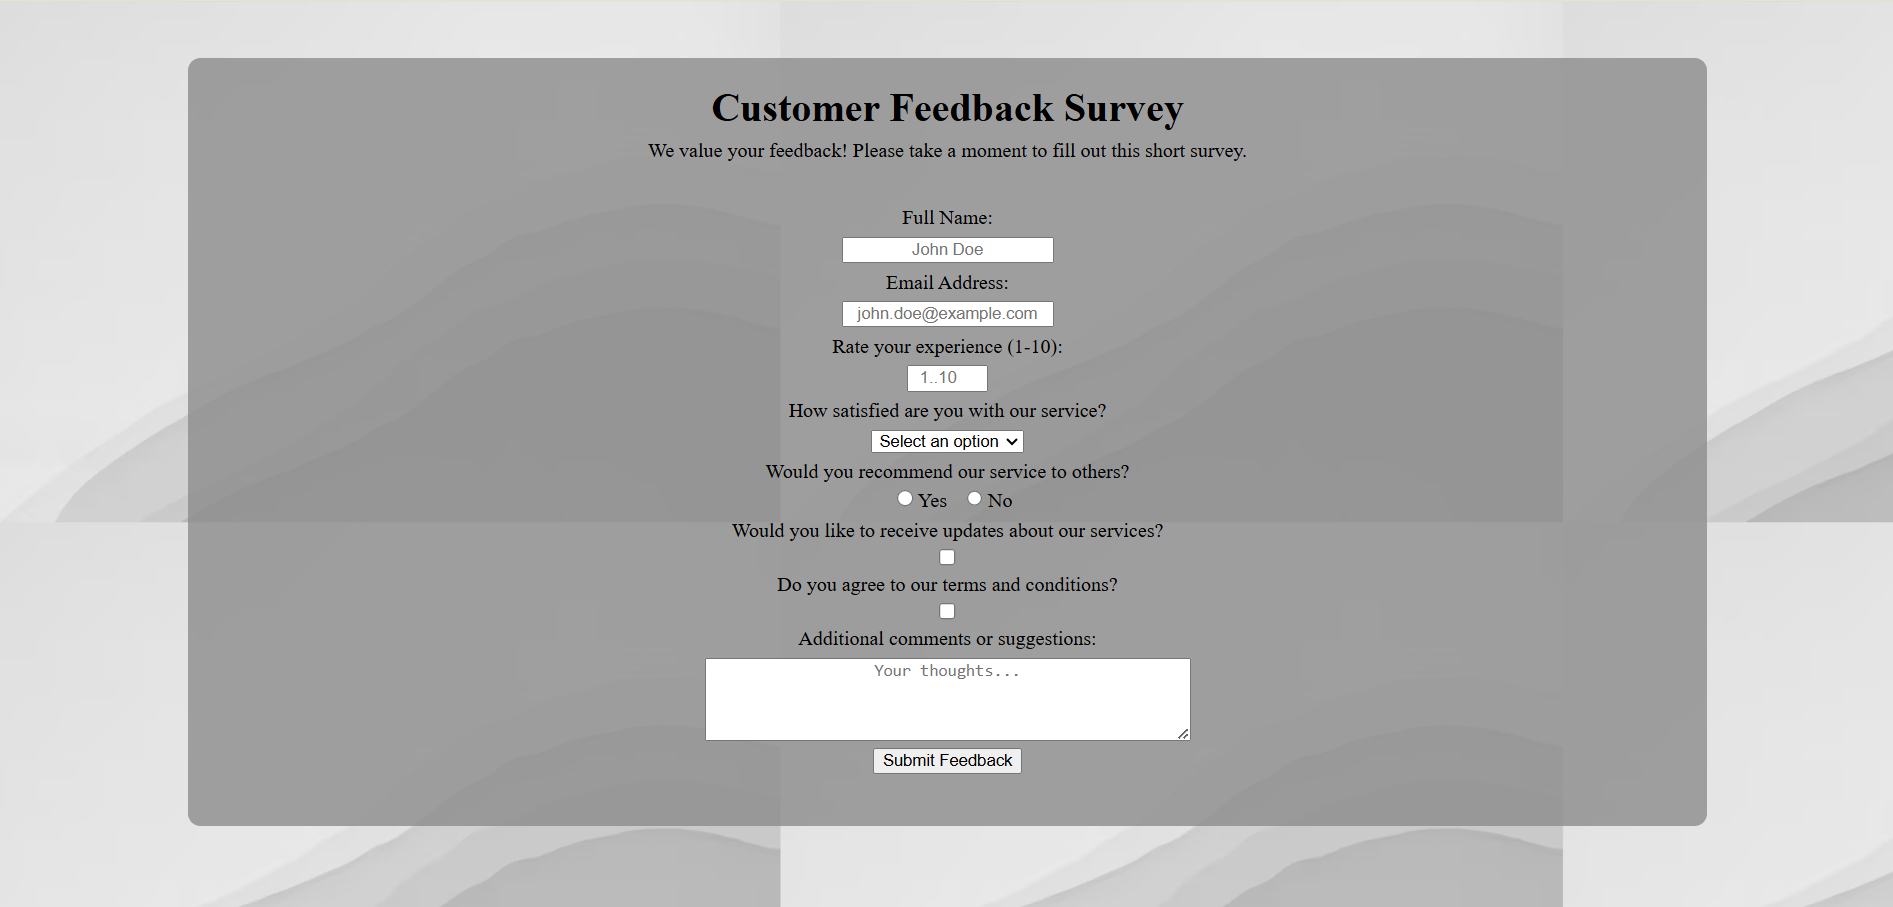 Customer Feedback Survey
We value your feedback! Please take a moment to fill out this short survey.
Full Name:
John Doe
Email Address:
john.doe@example.com
Rate your experience (1-10):
1..10
How satisfied are you with our service?
Select an option
Would you recommend our service to others?
Yes No
Would you like to receive updates about our services?
Do you agree to our terms and conditions?
Additional comments or suggestions:
Your thoughts...
Submit Feedback